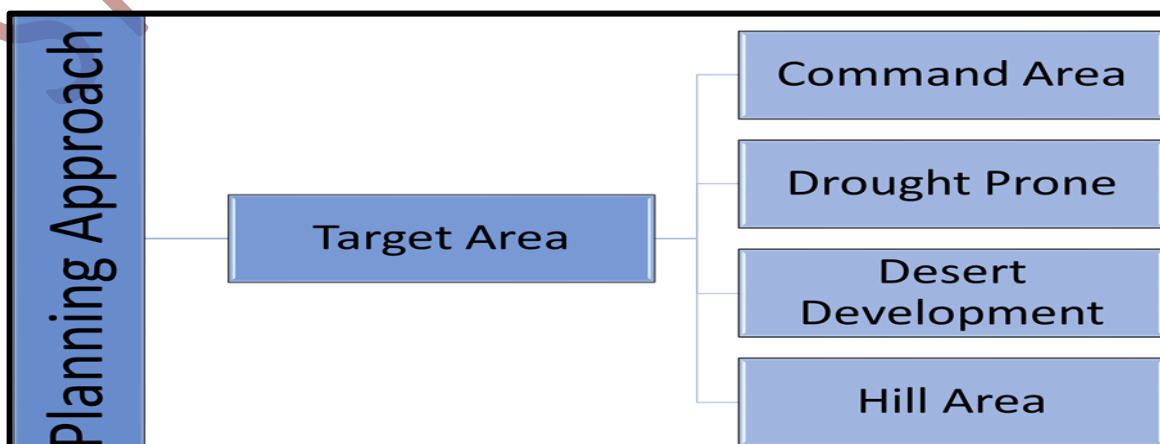 Planning Approach
Target Area
Command Area
Drought Prone
Desert
Development
Hill Area